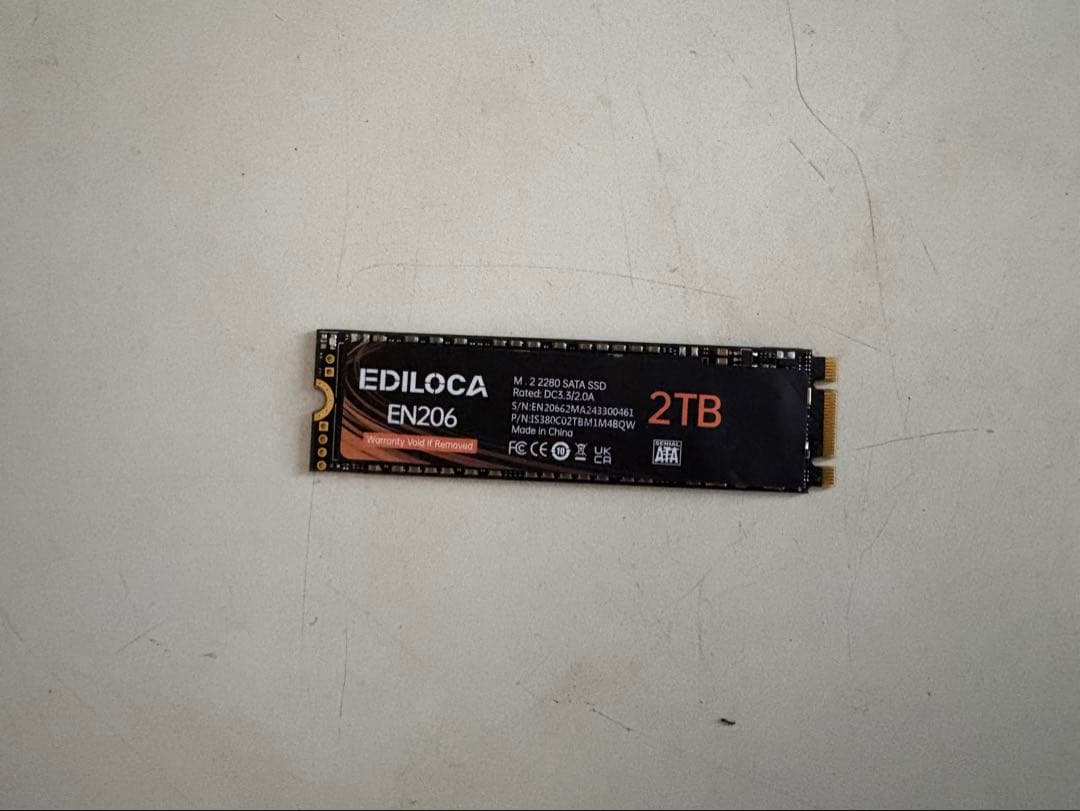 EDILOCA
EN206
Warranty Void If Removed
M . 2 2280 SATA SSD
Rated: DC3.3/2.0A
S/N:EN20662MA243300461
P/N:IS380C02TBM1M4BQW
Made in China
FC CE 10 UK CA
2TB
SERIAL
ATA